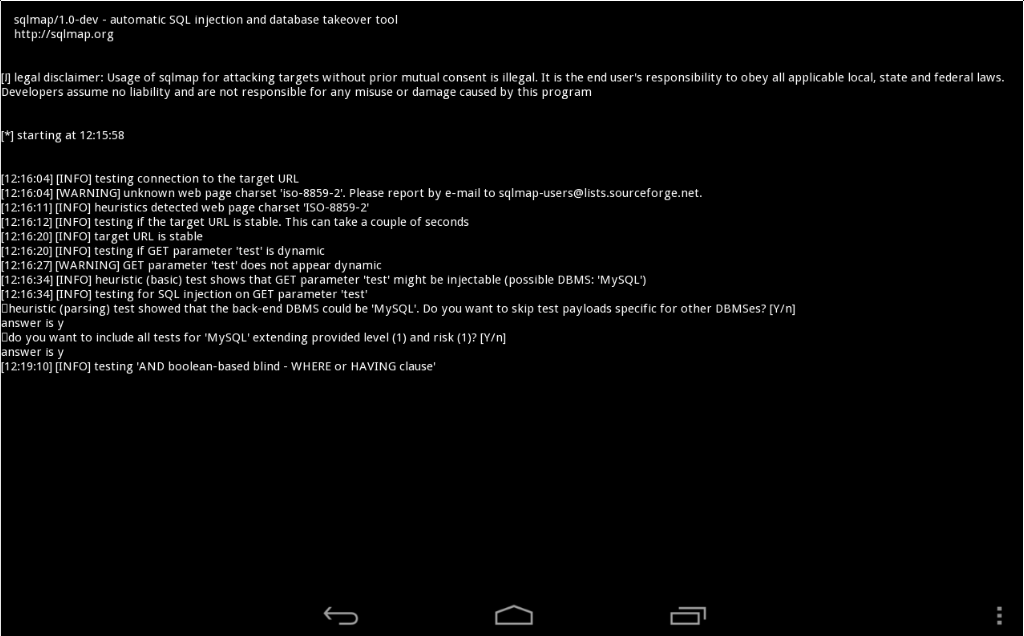 sqlmap/1.0-dev - automatic SQL injection and database takeover tool
http://sqlmap.org
[!] legal disclaimer: Usage of sqlmap for attacking targets without prior mutual consent is illegal. It is the end user's responsibility to obey all applicable local, state and federal laws.
Developers assume no liability and are not responsible for any misuse or damage caused by this program
[*] starting at 12:15:58
[12:16:04] [INFO] testing connection to the target URL
[12:16:04] [WARNING] unknown web page charset 'iso-8859-2'. Please report by e-mail to sqlmap-users@lists.sourceforge.net.
[12:16:11] [INFO] heuristics detected web page charset 'ISO-8859-2'
[12:16:12] [INFO] testing if the target URL is stable. This can take a couple of seconds
[12:16:20] [INFO] target URL is stable
[12:16:20] [INFO] testing if GET parameter 'test' is dynamic
[12:16:27] [WARNING] GET parameter 'test' does not appear dynamic
[12:16:34] [INFO] heuristic (basic) test shows that GET parameter 'test' might be injectable (possible DBMS: 'MySQL')
[12:16:34] [INFO] testing for SQL injection on GET parameter 'test'
heuristic (parsing) test showed that the back-end DBMS could be 'MySQL'. Do you want to skip test payloads specific for other DBMSes? [Y/n]
answer is y
do you want to include all tests for 'MySQL' extending provided level (1) and risk (1)? [Y/n]
answer is y
[12:19:10] [INFO] testing 'AND boolean-based blind - WHERE or HAVING clause'